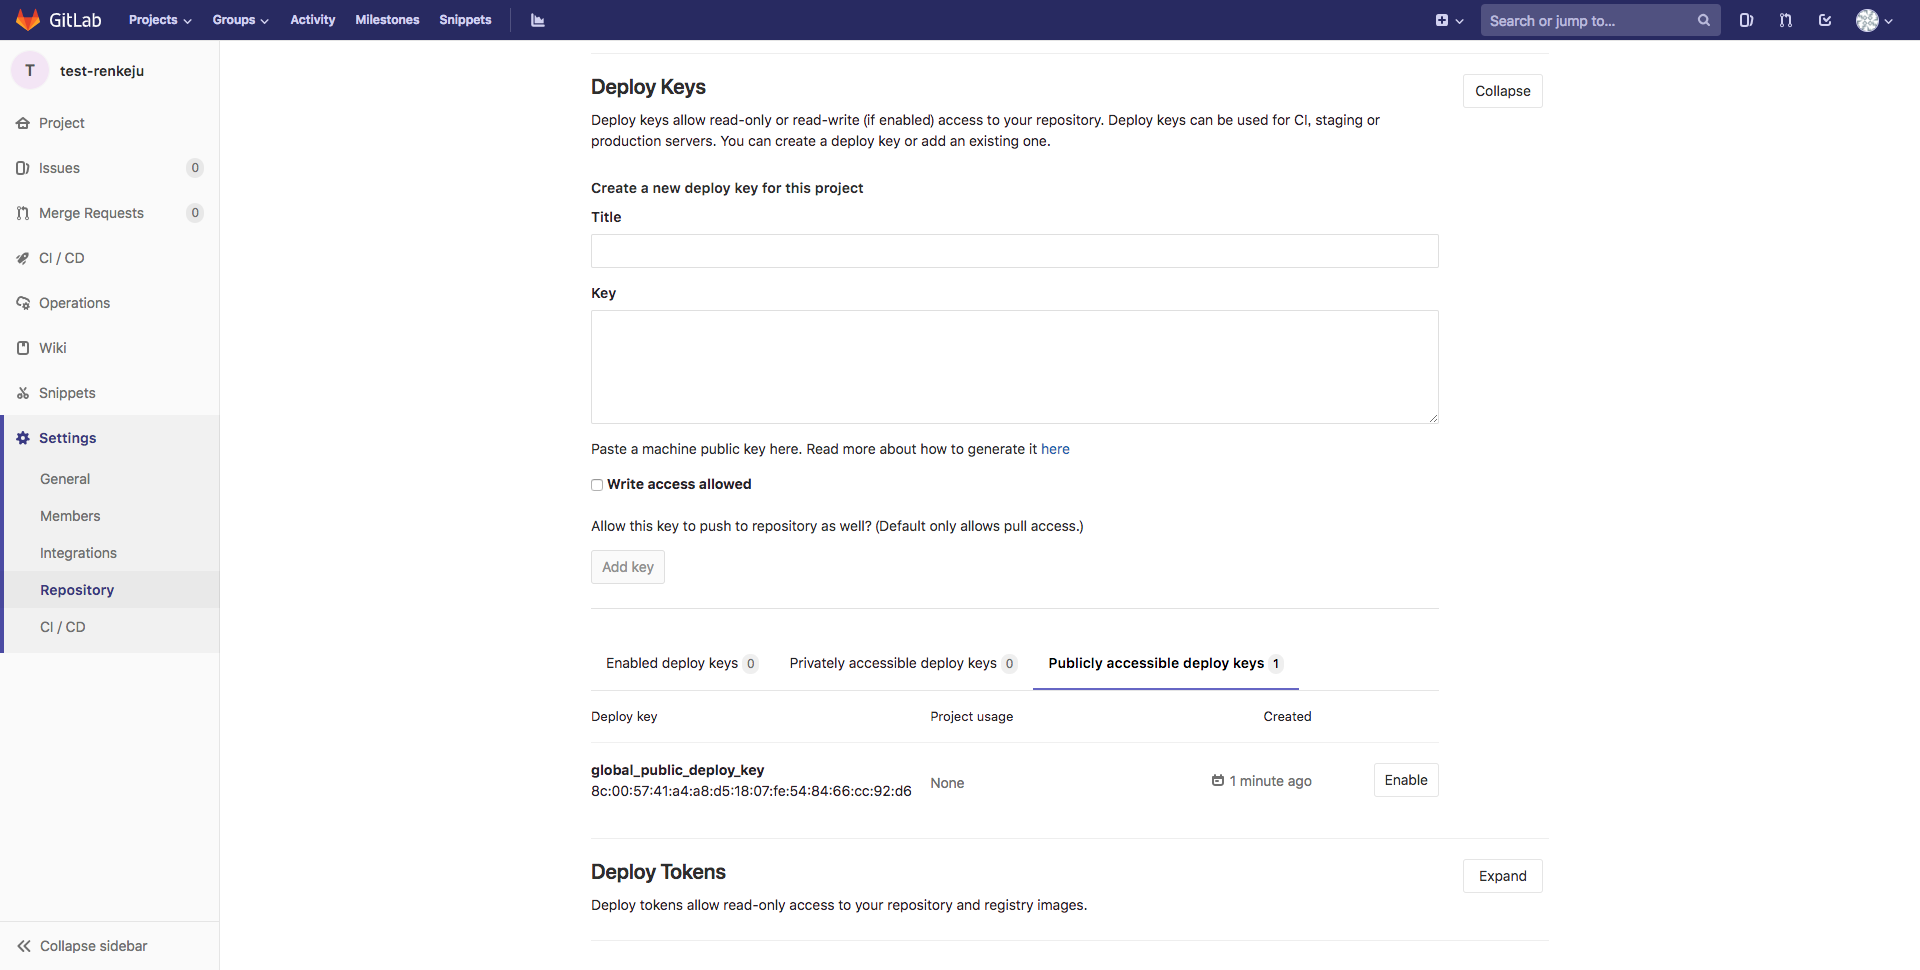 GitLab Projects Groups Activity Milestones Snippets Search or jump to...
T test-renkeju
Project
Issues 0
Merge Requests 0
CI / CD
Operations
Wiki
Snippets
Settings
General
Members
Integrations
Repository
CI / CD
Collapse sidebar
Deploy Keys
Collapse
Deploy keys allow read-only or read-write (if enabled) access to your repository. Deploy keys can be used for CI, staging or
production servers. You can create a deploy key or add an existing one.
Create a new deploy key for this project
Title
Key
Paste a machine public key here. Read more about how to generate it here
Write access allowed
Allow this key to push to repository as well? (Default only allows pull access.)
Add key
Enabled deploy keys 0 Privately accessible deploy keys 0 Publicly accessible deploy keys 1
Deploy key Project usage Created
global_public_deploy_key
8c:00:57:41:a4:a8:d5:18:07:fe:54:84:66:cc:92:d6 None 1 minute ago Enable
Deploy Tokens
Expand
Deploy tokens allow read-only access to your repository and registry images.